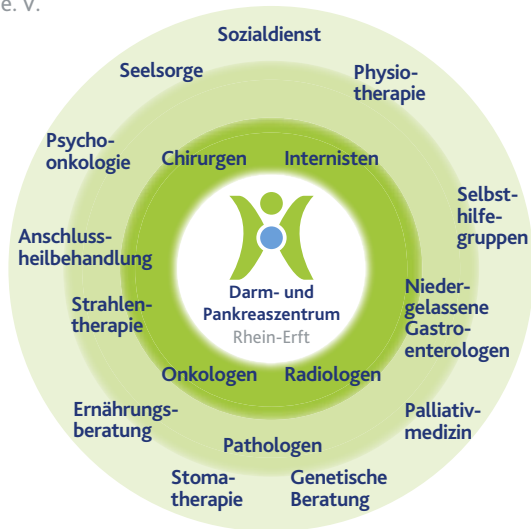 e. V.
Sozialdienst
Seelsorge
Physio-
therapie
Psycho-
onkologie
Chirurgen
Internisten
Selbst-
hilfe-
gruppen
Anschluss-
heilbehandlung
Strahlen-
therapie
Darm- und
Pankreaszentrum
Rhein-Erft
Nieder-
gelassene
Gastro-
enterologen
Onkologen
Radiologen
Ernährungs-
beratung
Palliativ-
medizin
Pathologen
Stoma-
therapie
Genetische
Beratung